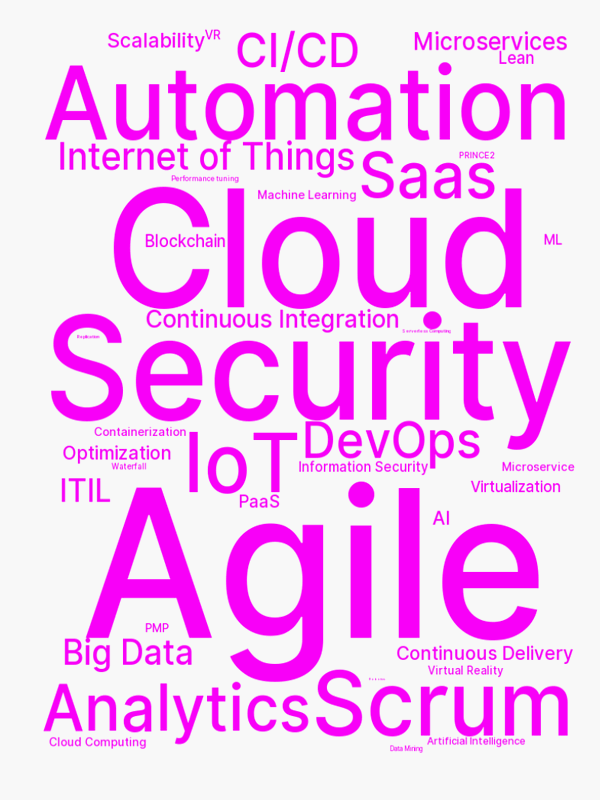 Scalability
VR
CI/CD
Microservices
Lean
Automation
Internet of Things
Saas
PRINCE2
Performance tuning
Machine Learning
Cloud
Blockchain
ML
Continuous Integration
Security
Containerization
Optimization
Waterfall
IoT
DevOps
Information Security
Microservice
ITIL
PaaS
Virtualization
Agile
AI
PMP
Big Data
Continuous Delivery
Virtual Reality
Analytics
Scrum
Cloud Computing
Data Mining
Artificial Intelligence